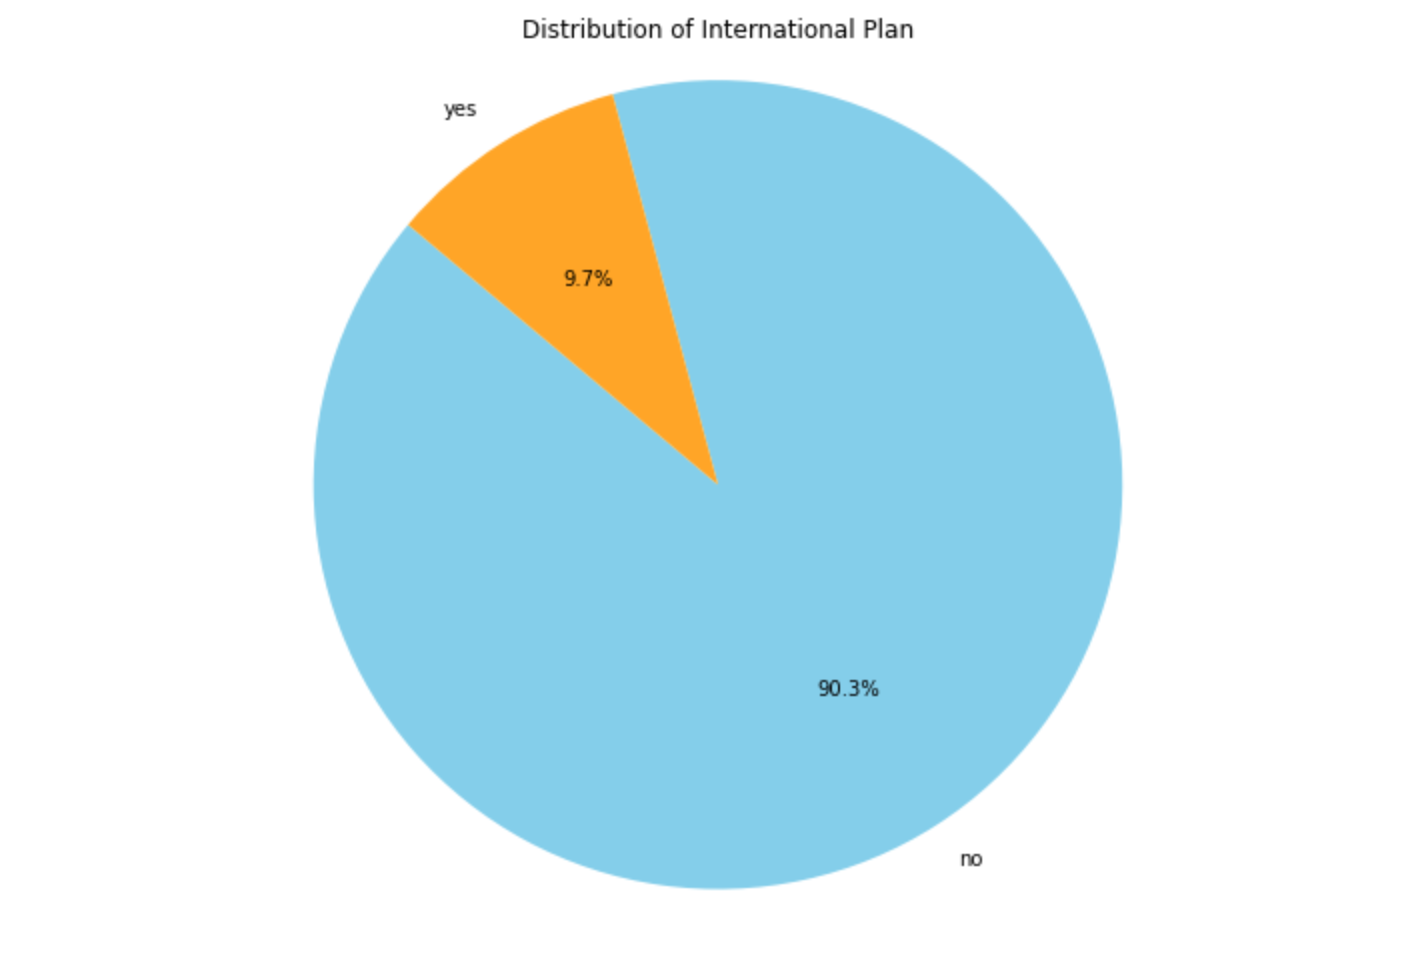 Distribution of International Plan
yes
9.7%
90.3%
no